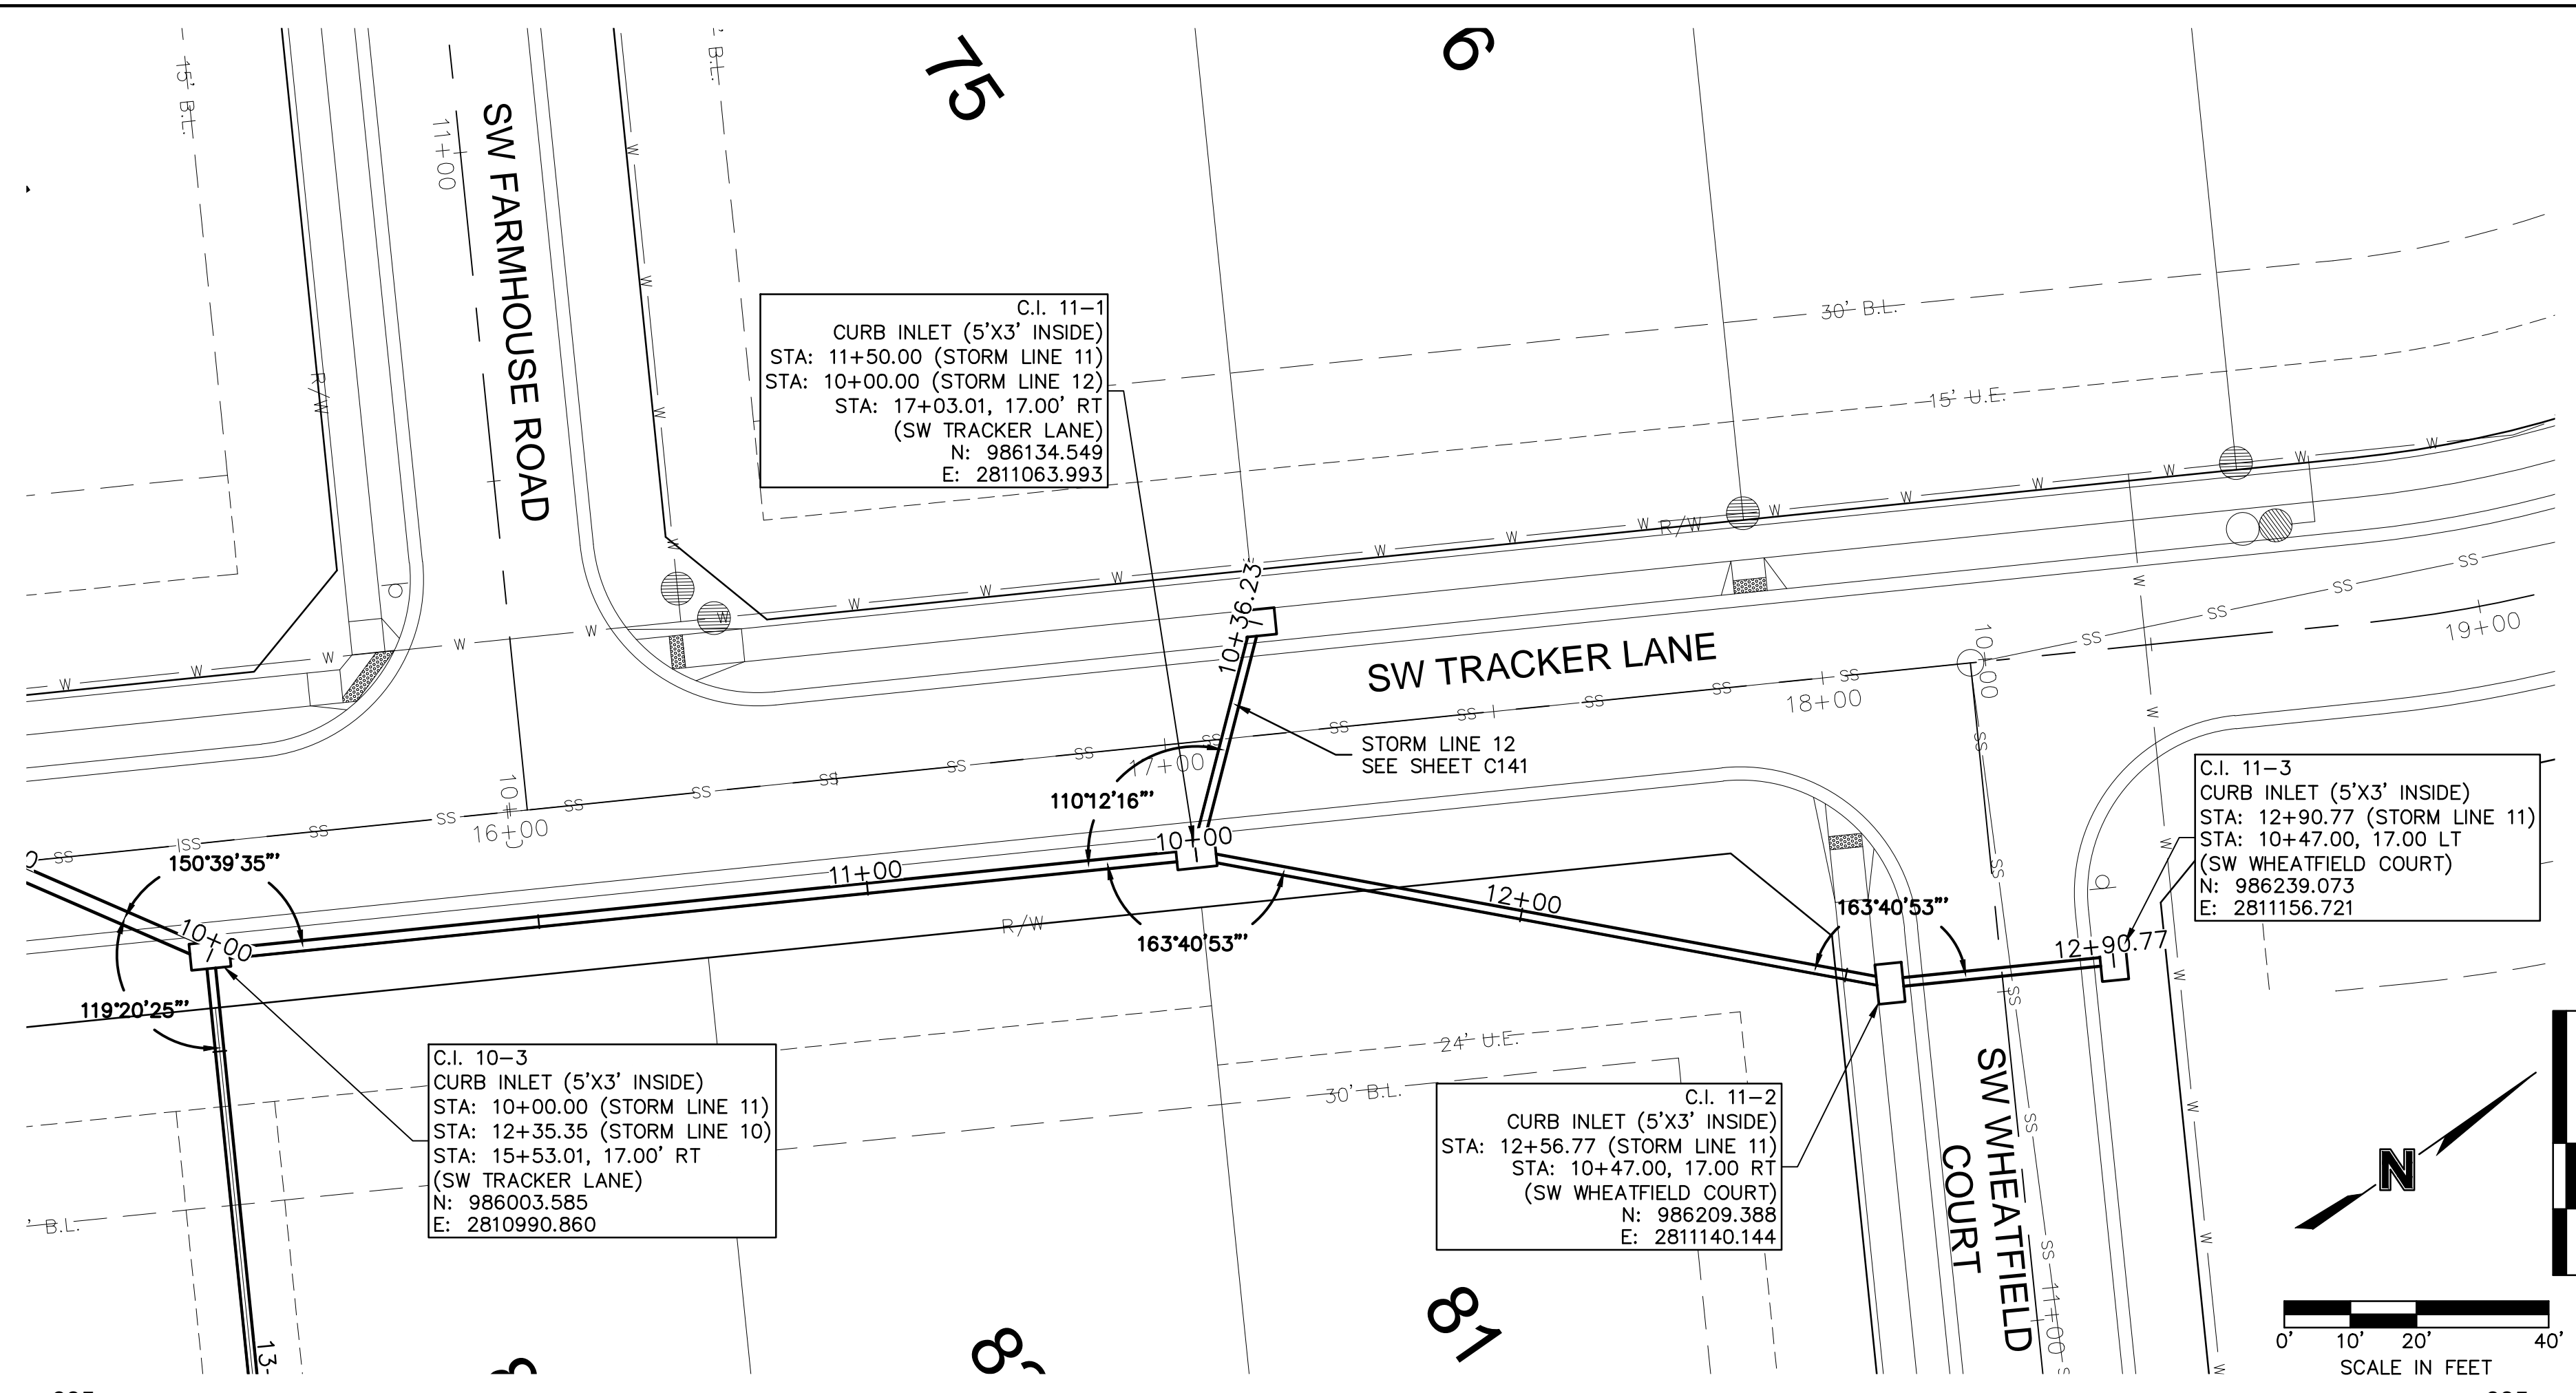 15' B.L.
' B.L.
75
6
11+00
SW FARMHOUSE ROAD
R/W
C.I. 11-1
CURB INLET (5'X3' INSIDE)
STA: 11+50.00 (STORM LINE 11)
STA: 10+00.00 (STORM LINE 12)
STA: 17+03.01, 17.00' RT
(SW TRACKER LANE)
N: 986134.549
E: 2811063.993
30' B.L.
15' U.E.
R/W
10+36.23
SW TRACKER LANE
10+00
18+00
19+00
STORM LINE 12
SEE SHEET C141
17+00
110°12'16"'
10+00
16+00
10+00
150°39'35"'
11+00
10+00
R/W
163°40'53"'
12+00
163°40'53"'
12+90.77
C.I. 11-3
CURB INLET (5'X3' INSIDE)
STA: 12+90.77 (STORM LINE 11)
STA: 10+47.00, 17.00 LT
(SW WHEATFIELD COURT)
N: 986239.073
E: 2811156.721
119°20'25"'
C.I. 10-3
CURB INLET (5'X3' INSIDE)
STA: 10+00.00 (STORM LINE 11)
STA: 12+35.35 (STORM LINE 10)
STA: 15+53.01, 17.00' RT
(SW TRACKER LANE)
N: 986003.585
E: 2810990.860
24' U.E.
30' B.L.
C.I. 11-2
CURB INLET (5'X3' INSIDE)
STA: 12+56.77 (STORM LINE 11)
STA: 10+47.00, 17.00 RT
(SW WHEATFIELD COURT)
N: 986209.388
E: 2811140.144
SW WHEATFIELD
COURT
11+00
' B.L.
13-
81
N
0' 10' 20' 40'
SCALE IN FEET